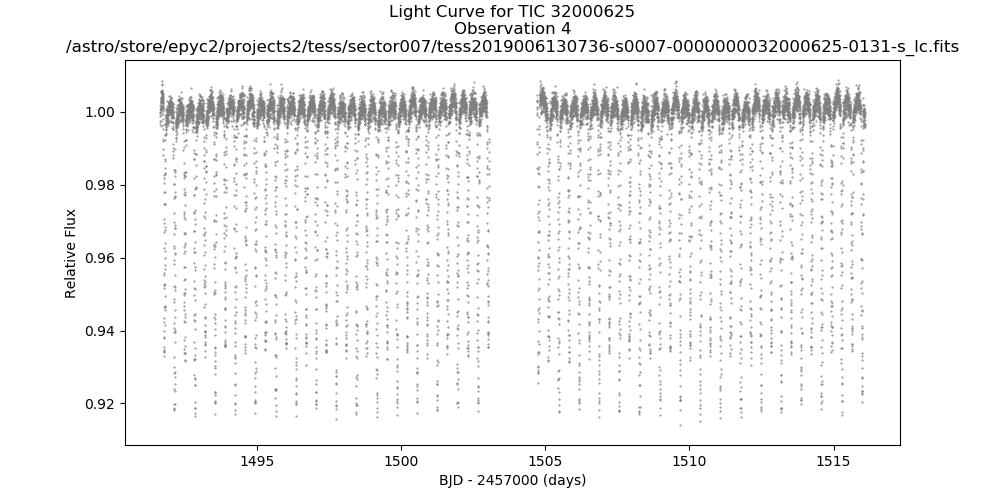 Light Curve for TIC 32000625
Observation 4
/astro/store/epyc2/projects2/tess/sector007/tess2019006130736-s0007-0000000032000625-0131-s_lc.fits
1.00
0.98
0.96
0.94
0.92
Relative Flux
1495
1500
1505
1510
1515
BJD - 2457000 (days)